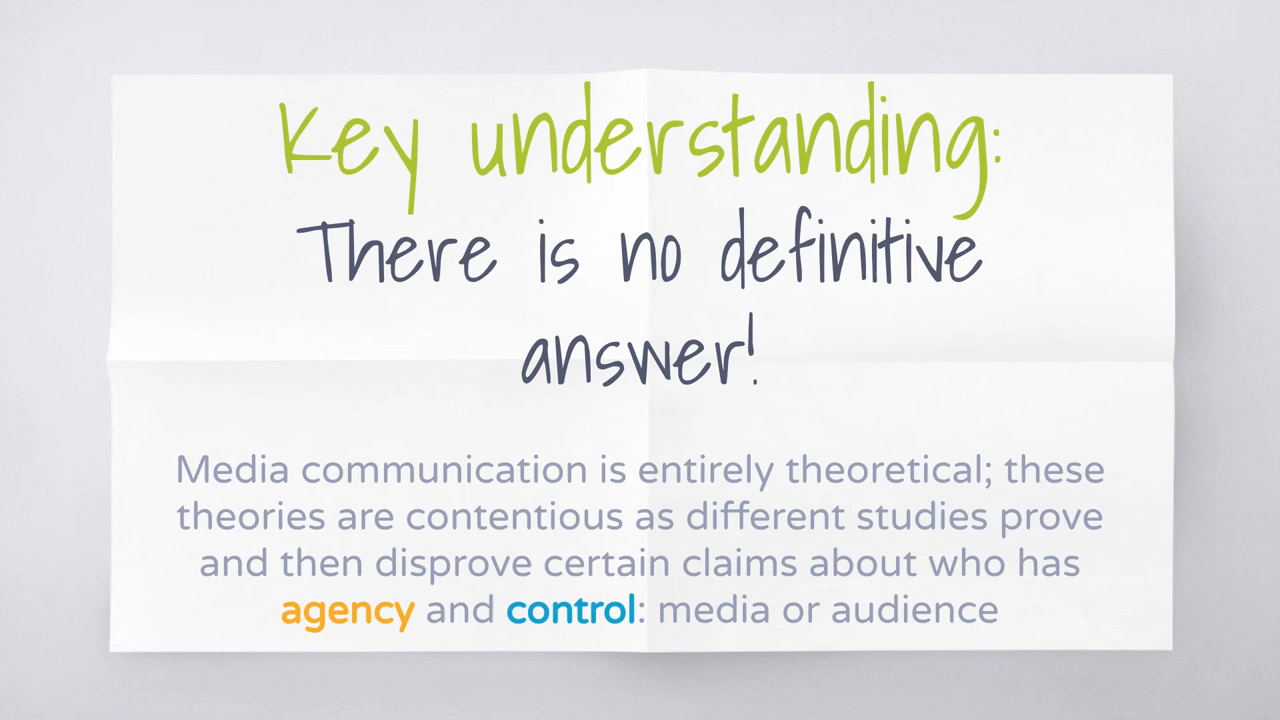 Key understanding:
There is no definitive
answer!
Media communication is entirely theoretical; these
theories are contentious as different studies prove
and then disprove certain claims about who has
agency and control: media or audience